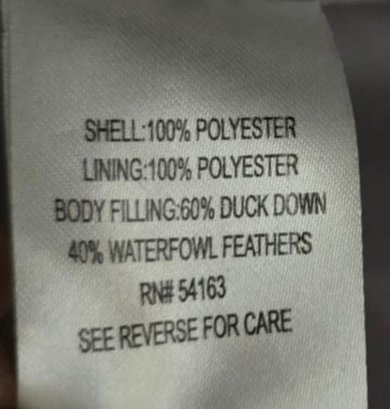 SHELL:100% POLYESTER
LINING:100% POLYESTER
BODY FILLING:60% DUCK DOWN
40% WATERFOWL FEATHERS
RN# 54163
SEE REVERSE FOR CARE